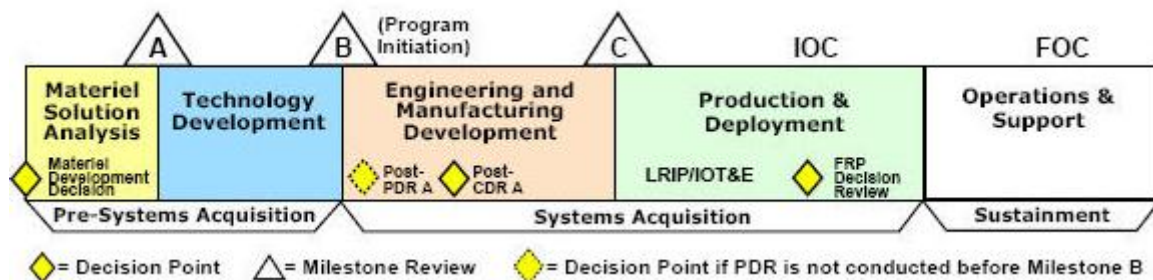 A
B
(Program
Initiation)
C
IOC
FOC
Materiel
Solution
Analysis
Materiel
Development
Decision
Technology
Development
Engineering and
Manufacturing
Development
Post-
PDR A
Post-
CDR A
Production &
Deployment
LRIP/IOT&E
FRP
Decision
Review
Operations &
Support
Pre-Systems Acquisition
Systems Acquisition
Sustainment
= Decision Point
= Milestone Review
= Decision Point if PDR is not conducted before Milestone B